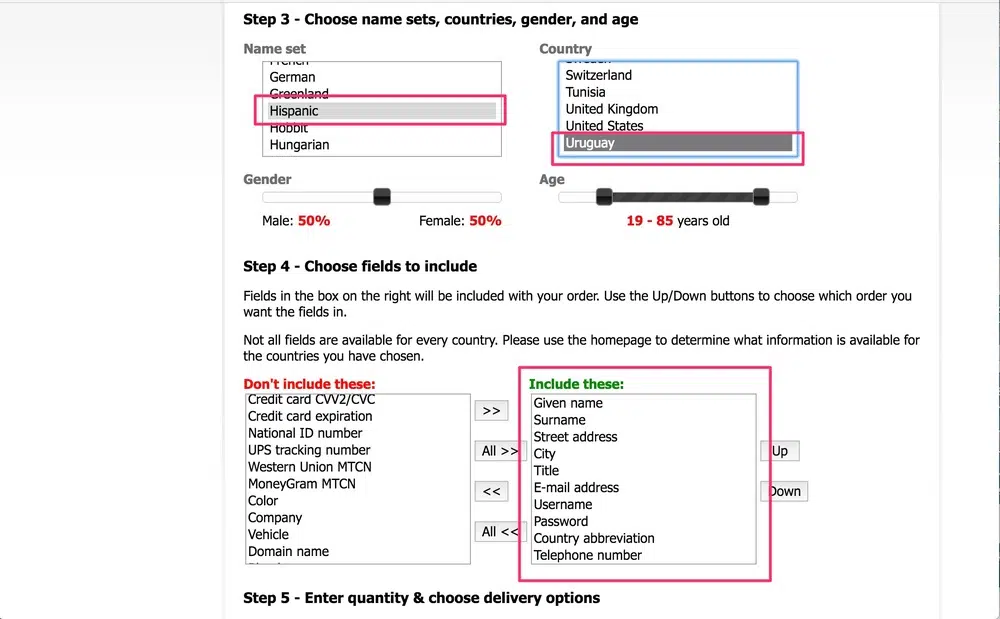 Step 3 - Choose name sets, countries, gender, and age
Name set
French
German
Greenland
Hispanic
Hobbit
Hungarian
Country
Sweden
Switzerland
Tunisia
United Kingdom
United States
Uruguay
Gender
Male: 50% Female: 50%
Age
19 - 85 years old
Step 4 - Choose fields to include
Fields in the box on the right will be included with your order. Use the Up/Down buttons to choose which order you
want the fields in.
Not all fields are available for every country. Please use the homepage to determine what information is available for
the countries you have chosen.
Don't include these:
Credit card CVV2/CVC
Credit card expiration
National ID number
UPS tracking number
Western Union MTCN
MoneyGram MTCN
Color
Company
Vehicle
Domain name
>>
All >>
<<
All <<
Include these:
Given name
Surname
Street address
City
Title
E-mail address
Username
Password
Country abbreviation
Telephone number
Up
Down
Step 5 - Enter quantity & choose delivery options